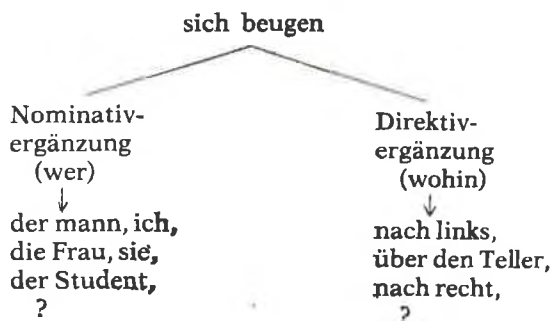 sich beugen
Nominativ-
ergänzung
(wer)
der mann, ich,
die Frau, sie,
der Student,
?
Direktiv-
ergänzung
(wohin)
nach links,
über den Teller,
nach recht,
?